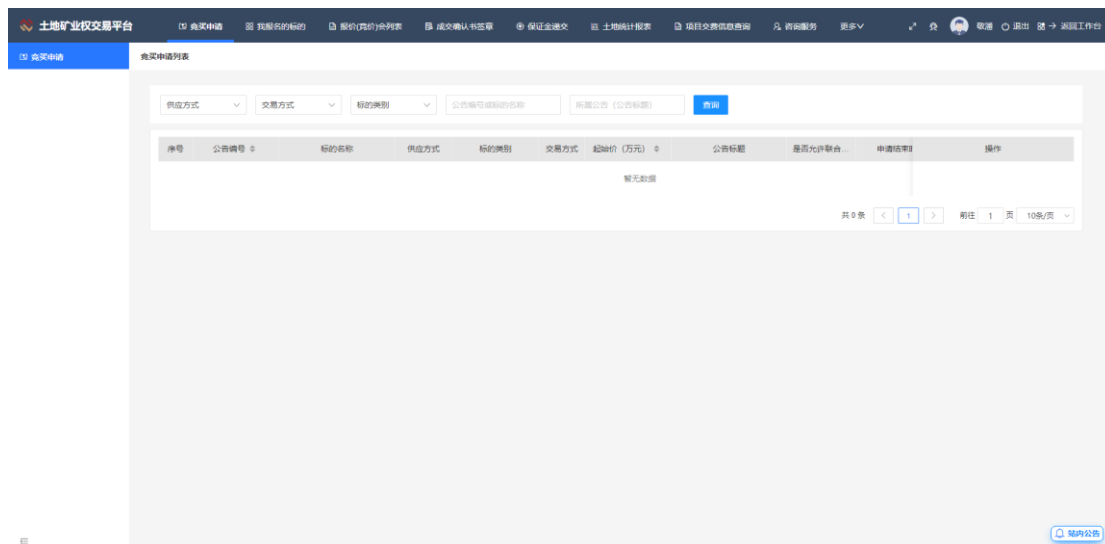 土地矿业权交易平台 竞买申请 我报名的标的 报价(竞价)会列表 成交确认书签章 保证金递交 土地统计报表 项目交费信息查询 咨询服务 更多 敬湘 退出 返回工作台
竞买申请 竞买申请列表
供应方式 交易方式 标的类别 公告编号或标的名称 所属公告（公告标题） 查询
序号 公告编号 标的名称 供应方式 标的类别 交易方式 起始价（万元） 公告标题 是否允许联合... 申请结束时 操作
暂无数据
共 0 条 < 1 > 前往 1 页 10条/页
站内公告